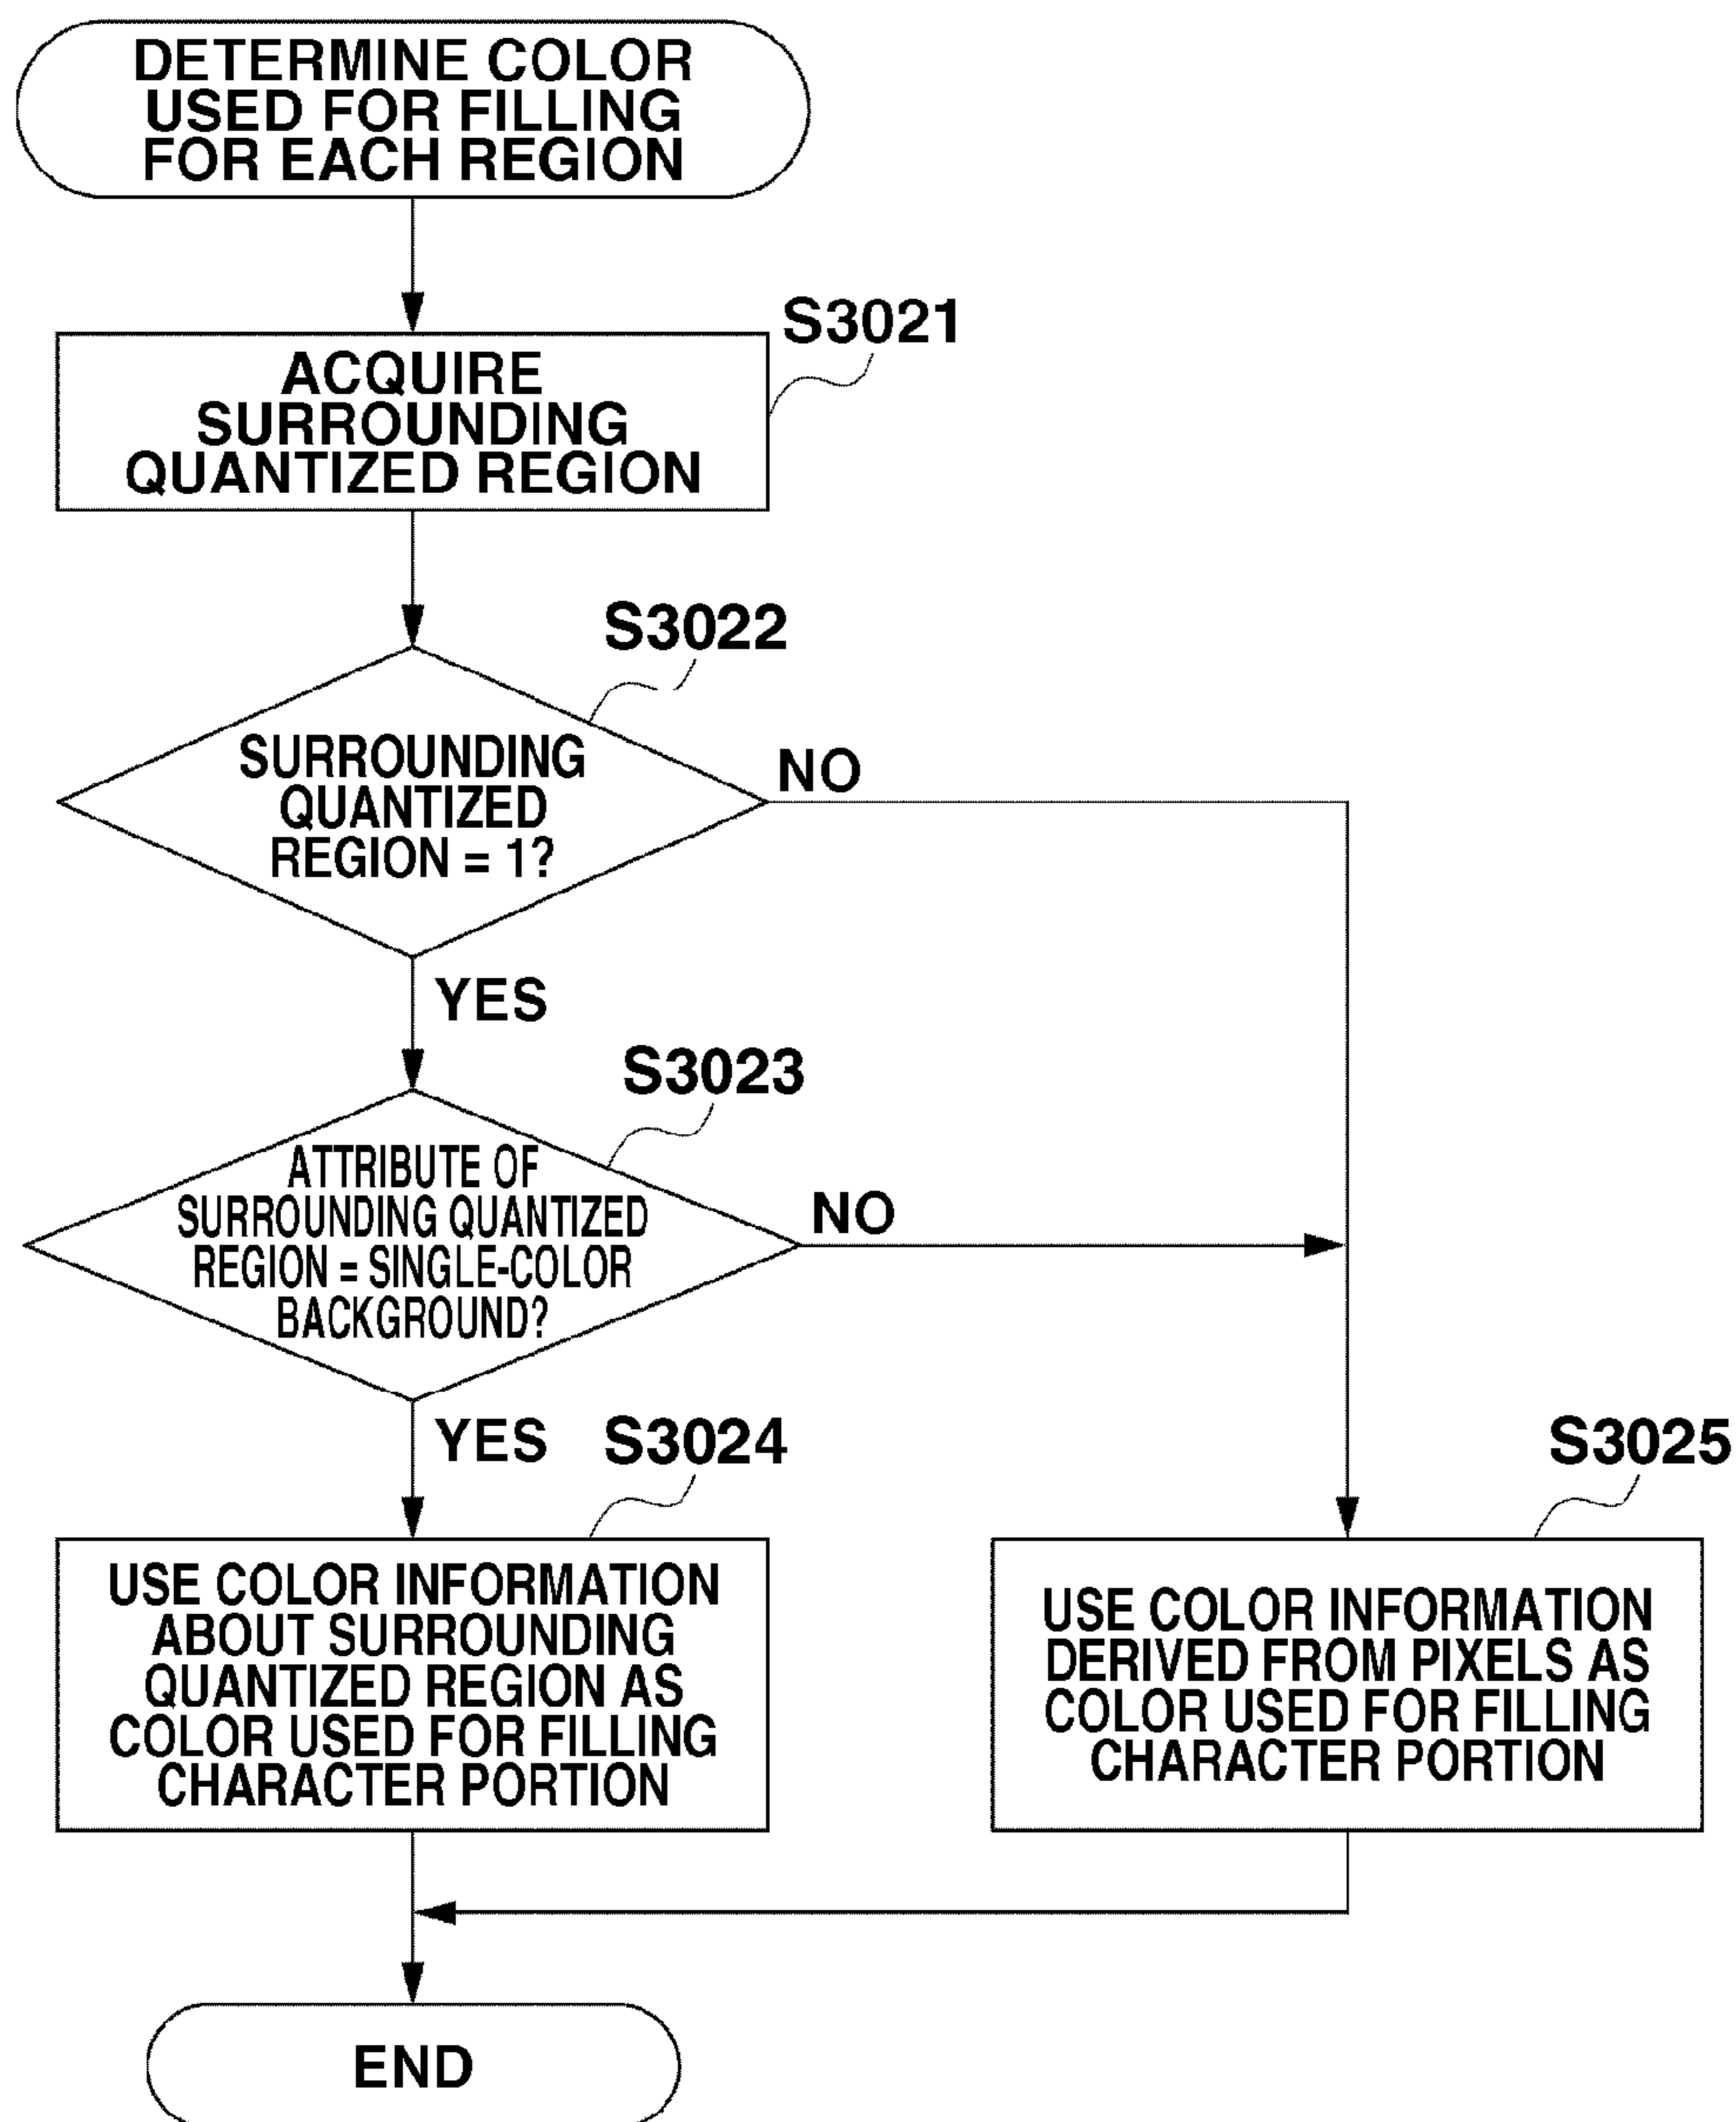 DETERMINE COLOR
USED FOR FILLING
FOR EACH REGION
S3021
ACQUIRE
SURROUNDING
QUANTIZED REGION
S3022
SURROUNDING
QUANTIZED
REGION = 1?
NO
YES
S3023
ATTRIBUTE OF
SURROUNDING QUANTIZED
REGION = SINGLE-COLOR
BACKGROUND?
NO
YES
S3024
USE COLOR INFORMATION
ABOUT SURROUNDING
QUANTIZED REGION AS
COLOR USED FOR FILLING
CHARACTER PORTION
S3025
USE COLOR INFORMATION
DERIVED FROM PIXELS AS
COLOR USED FOR FILLING
CHARACTER PORTION
END